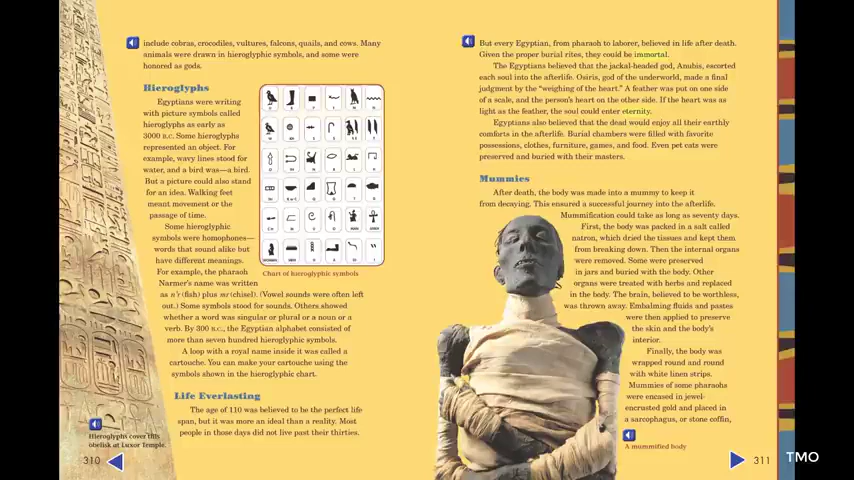 include cobras, crocodiles, vultures, falcons, quails, and cows. Many
animals were drawn in hieroglyphic symbols, and some were
honored as gods.
Hieroglyphs
Egyptians were writing
with picture symbols called
hieroglyphs as early as
3000 B.C. Some hieroglyphs
represented an object. For
example, wavy lines stood for
water, and a bird was—a bird.
But a picture could also stand
for an idea. Walking feet
meant movement or the
passage of time.
Some hieroglyphic
symbols were homophones—
words that sound alike but
have different meanings.
For example, the pharaoh
Narmer's name was written
as n'r (fish) plus mr (chisel). (Vowel sounds were often left
out.) Some symbols stood for sounds. Others showed
whether a word was singular or plural or a noun or a
verb. By 300 B.C., the Egyptian alphabet consisted of
more than seven hundred hieroglyphic symbols.
A loop with a royal name inside it was called a
cartouche. You can make your cartouche using the
symbols shown in the hieroglyphic chart.
Chart of hieroglyphic symbols
Life Everlasting
The age of 110 was believed to be the perfect life
span, but it was more an ideal than a reality. Most
people in those days did not live past their thirties.
Hieroglyphs cover this
obelisk at Luxor Temple.
310
But every Egyptian, from pharaoh to laborer, believed in life after death.
Given the proper burial rites, they could be immortal.
The Egyptians believed that the jackal-headed god, Anubis, escorted
each soul into the afterlife. Osiris, god of the underworld, made a final
judgment by the "weighing of the heart." A feather was put on one side
of a scale, and the person's heart on the other side. If the heart was as
light as the feather, the soul could enter eternity.
Egyptians also believed that the dead would enjoy all their earthly
comforts in the afterlife. Burial chambers were filled with favorite
possessions, clothes, furniture, games, and food. Even pet cats were
preserved and buried with their masters.
Mummies
After death, the body was made into a mummy to keep it
from decaying. This ensured a successful journey into the afterlife.
Mummification could take as long as seventy days.
First, the body was packed in a salt called
natron, which dried the tissues and kept them
from breaking down. Then the internal organs
were removed. Some were preserved
in jars and buried with the body. Other
organs were treated with herbs and replaced
in the body. The brain, believed to be worthless,
was thrown away. Embalming fluids and pastes
were then applied to preserve
the skin and the body's
interior.
Finally, the body was
wrapped round and round
with white linen strips.
Mummies of some pharaohs
were encased in jewel-
encrusted gold and placed in
a sarcophagus, or stone coffin,
A mummified body
311
TMO